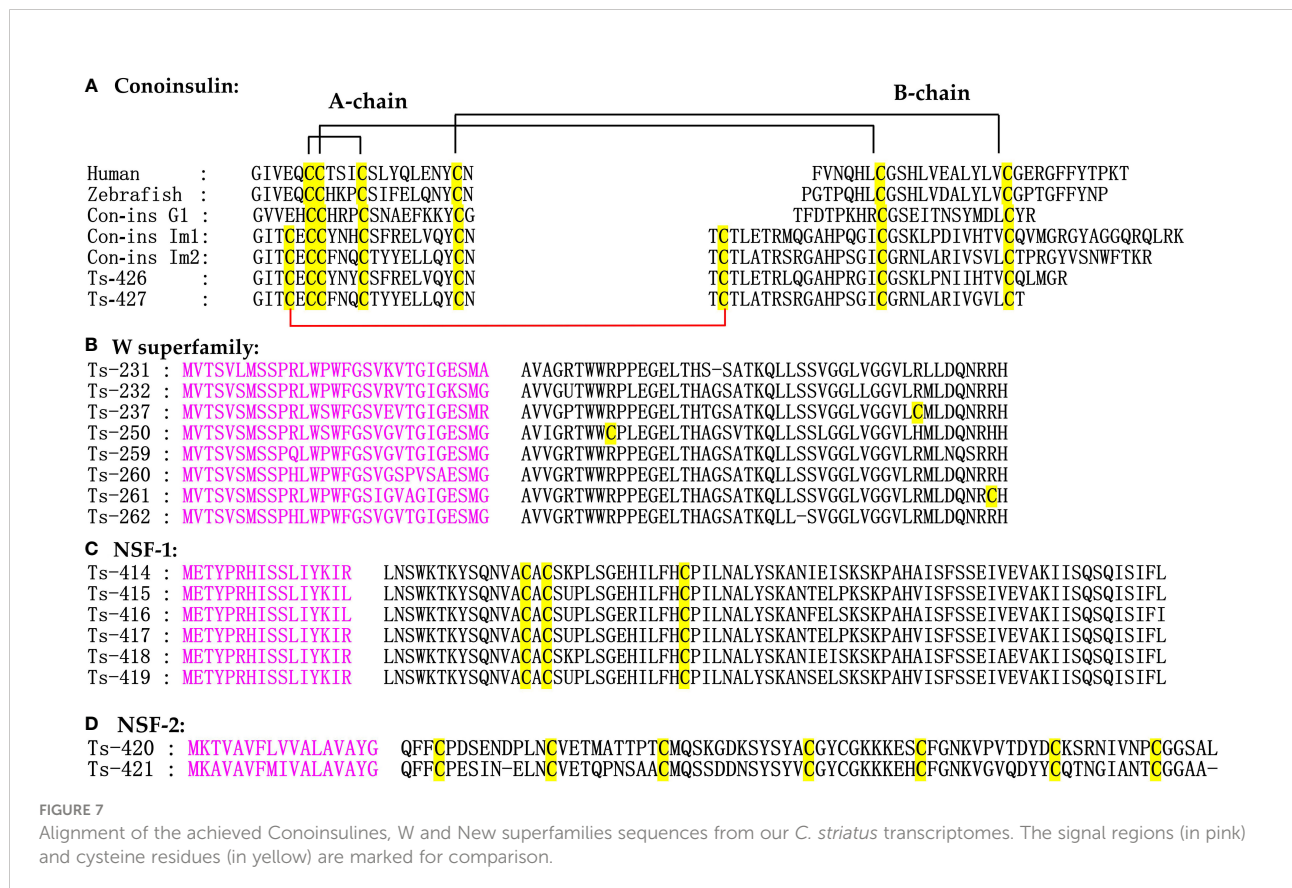 A Conoinsulin:
A-chain
B-chain
Human : GIVEQCCTSICSLYQLENYCN FVNQHLCGSHLVEALYLVCGERGFFYTPKT
Zebrafish : GIVEQCCHKPCSIFELQNYCN PGTPQHLCGSHLVDALYLVCGPTGFFYNP
Con-ins G1 : GVVEHCCHRPCSNAEFKKYCG TFDTPKHRCGSEITNSYMDLCYR
Con-ins Im1: GITCECCYNHCSFRELVQYCN TCTLETRMQGAHPQGICGSKLPDIVHTVCQVMGRGYAGGQRQLRK
Con-ins Im2: GITCECCFNQCTYYELLQYCN TCTLATRSRGAHPSGICGRNLARIVSVLCTPRGYVSNWFTKR
Ts-426 : GITCECCYNYCSFRELVQYCN TCTLETRLQGAHPRGICGSKLPNIIHTVCQLMGR
Ts-427 : GITCECCFNQCTYYELLQYCN TCTLATRSRGAHPSGICGRNLARIVGVLCT
B W superfamily:
Ts-231 : MVTSVLMSSPRLWPWFGSVKVTGIGESMA AVAGRTWWRPPEGELTHS-SATKQLLSSVGGLVGGVLRLLDQNRRH
Ts-232 : MVTSVSMSSPRLWPWFGSVRVTGIGKSMG AVVGUTWWRPLEGELTHAGSATKQLLSSVGGLLGGVLRMLDQNRRH
Ts-237 : MVTSVSMSSPRLWSWFGSVEVTGIGESMR AVVGPTWWRPPEGELTHTGSATKQLLSSVGGLVGGVLCMLDQNRRH
Ts-250 : MVTSVSMSSPRLWSWFGSVGVTGIGESMG AVIGRTWWCPLEGELTHAGSVTKQLLSSLGGLVGGVLHMLDQNRHH
Ts-259 : MVTSVSMSSPQLWPWFGSVGVTGIGESMG AVVGRTWWRPPEGELTHAGSATKQLLSSVGGLVGGVLRMLNQSRRH
Ts-260 : MVTSVSMSSPHLWPWFGSVGSPVSAESMG AVVGRTWWRPPEGELTHAGSATKQLLSSVGGLVGGVLRMLDQNRRH
Ts-261 : MVTSVSMSSPRLWPWFGSIGVAGIGESMG AVVGRTWWRPPEGELTHAGSATKQLLSSVGGLVGGVLRMLDQNRCH
Ts-262 : MVTSVSMSSPHLWPWFGSVGVTGIGESMG AVVGRTWWRPPEGELTHAGSATKQLL-SVGGLVGGVLRMLDQNRRH
C NSF-1:
Ts-414 : METYPRHISSLIYKIR LNSWKTKYSQNVACACSKPLSGEHILFHCPILNALYSKANIEISKSKPAHAISFSSEIVEVAKIISQSQISIFL
Ts-415 : METYPRHISSLIYKIL LNSWKTKYSQNVACACSUPLSGEHILFHCPILNALYSKANTELPKSKPAHVISFSSEIVEVAKIISQSQISIFL
Ts-416 : METYPRHISSLIYKIL LNSWKTKYSQNVACACSUPLSGERILFHCPILNALYSKANFELSKSKPAHVISFSSEIVEVAKIISQSQISIFI
Ts-417 : METYPRHISSLIYKIR LNSWKTKYSQNVACACSUPLSGEHILFHCPILNALYSKANTELPKSKPAHVISFSSEIVEVAKIISQSQISIFL
Ts-418 : METYPRHISSLIYKIR LNSWKTKYSQNVACACSKPLSGEHILFHCPILNALYSKANIEISKSKPAHAISFSSEIAEVAKIISQSQISIFL
Ts-419 : METYPRHISSLIYKIR LNSWKTKYSQNVACACSUPLSGEHILFHCPILNALYSKANSELSKSKPAHVISFSSEIVEVAKIISQSQISIFL
D NSF-2:
Ts-420 : MKTVAVFLVVALAVAYG QFFCPDSENDPLNCVETMATTPTCMQSKGDKSYSYACGYCGKKKESCFGNKVPVTDYDCKSRNIVNPCGGSAL
Ts-421 : MKAVAVFMIVALAVAYG QFFCPESIN-ELNCVETQPNSAACMQSSDDNSYSYVCGYCGKKKEHCFGNKVGVQDYYCQTNGIANTCGGAA-
FIGURE 7
Alignment of the achieved Conoinsulines, W and New superfamilies sequences from our C. striatus transcriptomes. The signal regions (in pink)
and cysteine residues (in yellow) are marked for comparison.